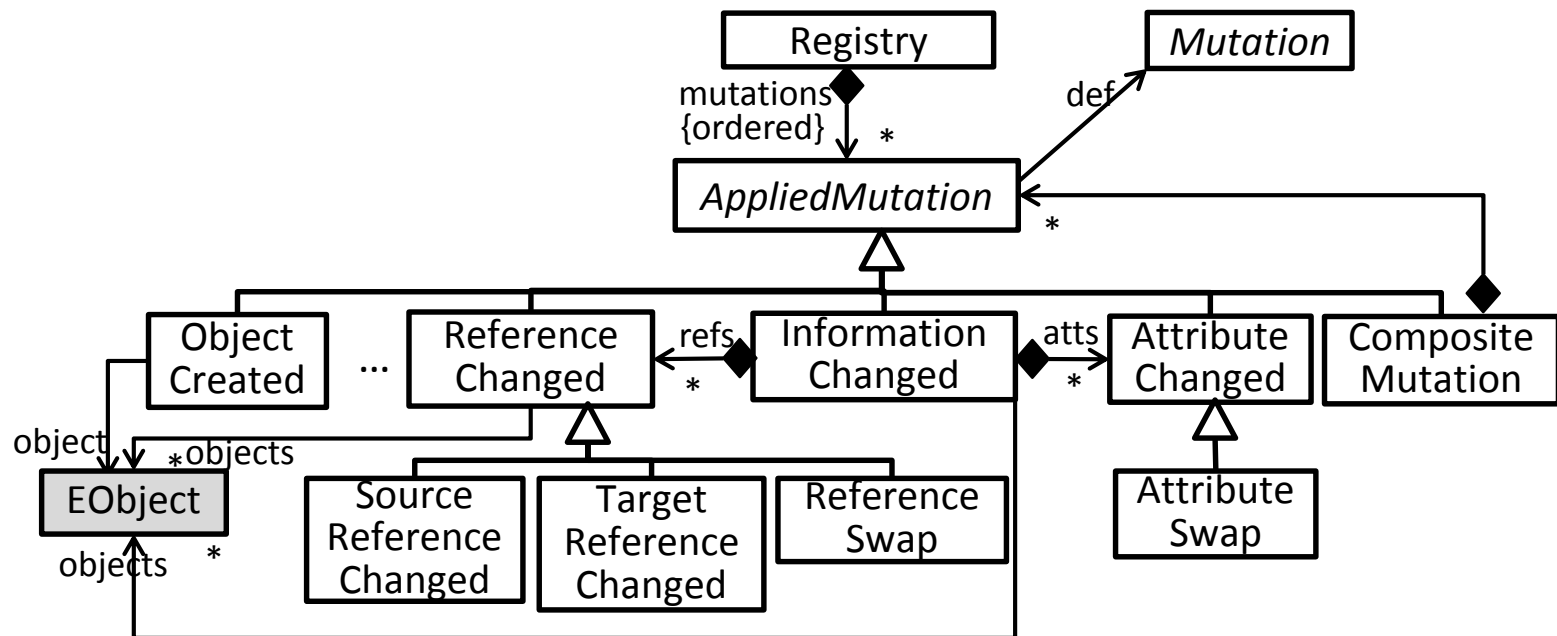 Registry
Mutation
mutations
{ordered}
*
def
AppliedMutation
*
Object
Created
...
Reference
Changed
refs
*
Information
Changed
atts
*
Attribute
Changed
Composite
Mutation
object
*objects
EObject
*
objects
Source
Reference
Changed
Target
Reference
Changed
Reference
Swap
Attribute
Swap